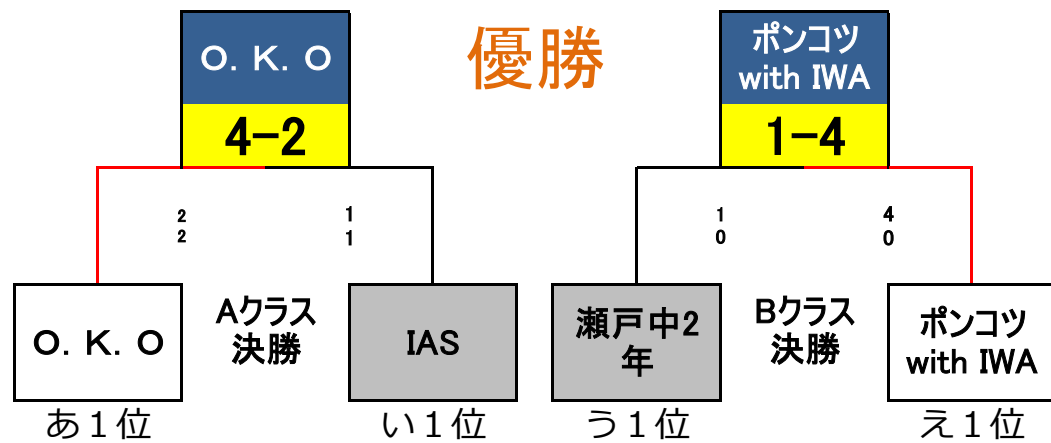 O. K. O
優勝
ポンコツ
with IWA
4-2
1-4
2
2
1
1
1
0
4
0
O. K. O
Aクラス
決勝
IAS
瀬戸中2
年
Bクラス
決勝
ポンコツ
with IWA
あ1位
い1位
う1位
え1位